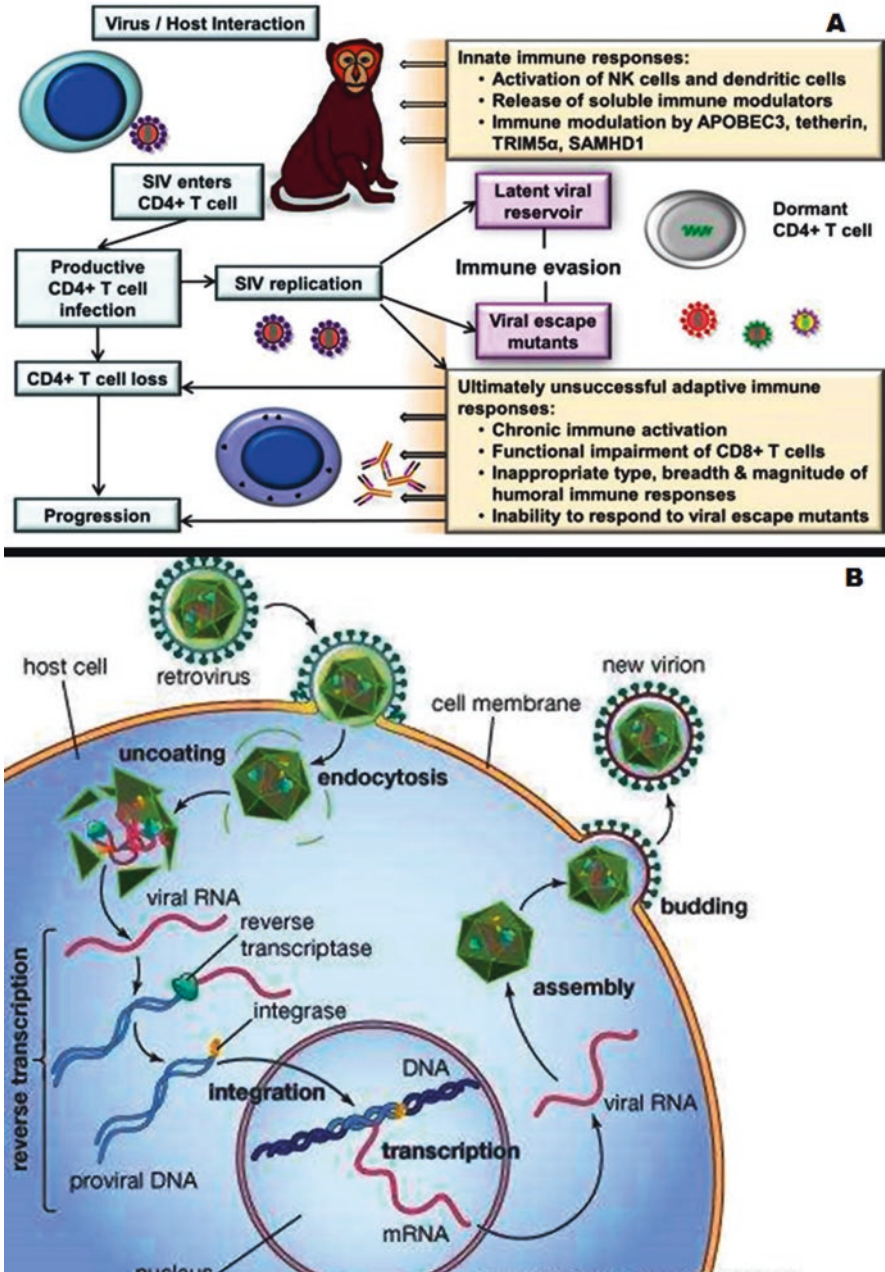 Virus / Host Interaction
A
Innate immune responses:
• Activation of NK cells and dendritic cells
• Release of soluble immune modulators
• Immune modulation by APOBEC3, tetherin,
TRIM5α, SAMHD1
SIV enters
CD4+ T cell
Latent viral
reservoir
Dormant
CD4+ T cell
Productive
CD4+ T cell
infection
SIV replication
Immune evasion
Viral escape
mutants
CD4+ T cell loss
Ultimately unsuccessful adaptive immune
responses:
• Chronic immune activation
• Functional impairment of CD8+ T cells
• Inappropriate type, breadth & magnitude of
humoral immune responses
• Inability to respond to viral escape mutants
Progression
B
host cell
retrovirus
cell membrane
new virion
uncoating
endocytosis
viral RNA
reverse
transcriptase
budding
assembly
integrase
reverse transcription
integration
DNA
viral RNA
transcription
proviral DNA
mRNA
nucleus